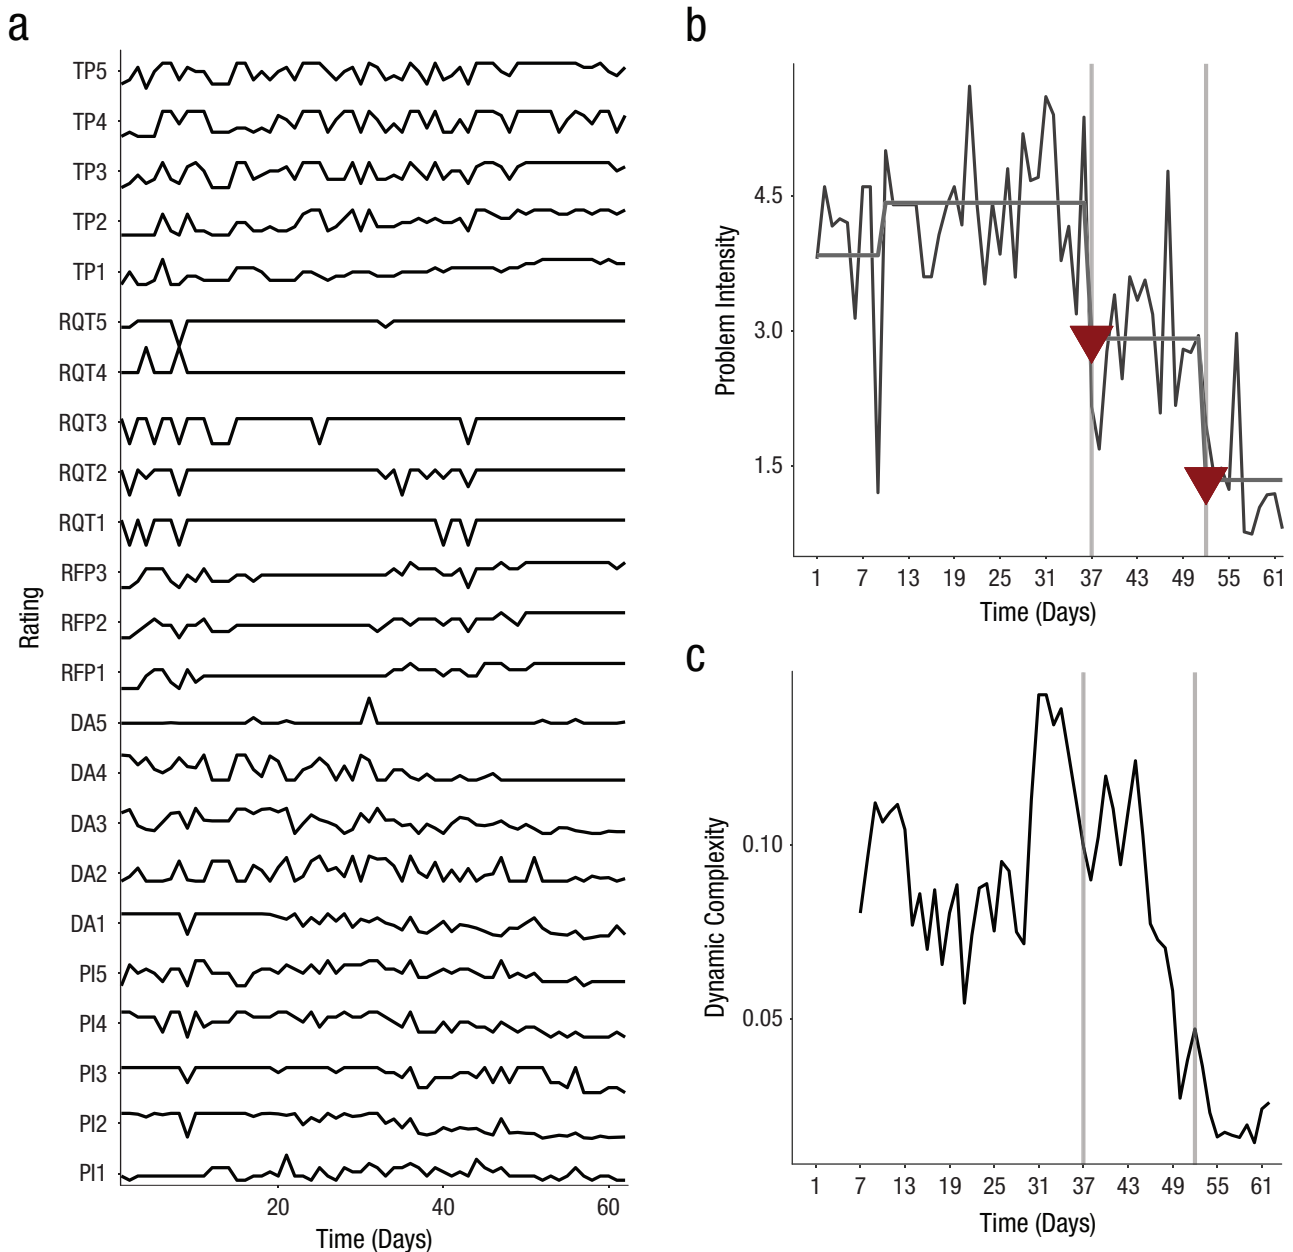 a
TP5
TP4
TP3
TP2
TP1
RQT5
RQT4
RQT3
RQT2
RQT1
RFP3
RFP2
RFP1
DA5
DA4
DA3
DA2
DA1
PI5
PI4
PI3
PI2
PI1
Rating
20
40
60
Time (Days)
b
4.5
3.0
1.5
Problem Intensity
1
7
13
19
25
31
37
43
49
55
61
Time (Days)
c
0.10
0.05
Dynamic Complexity
1
7
13
19
25
31
37
43
49
55
61
Time (Days)